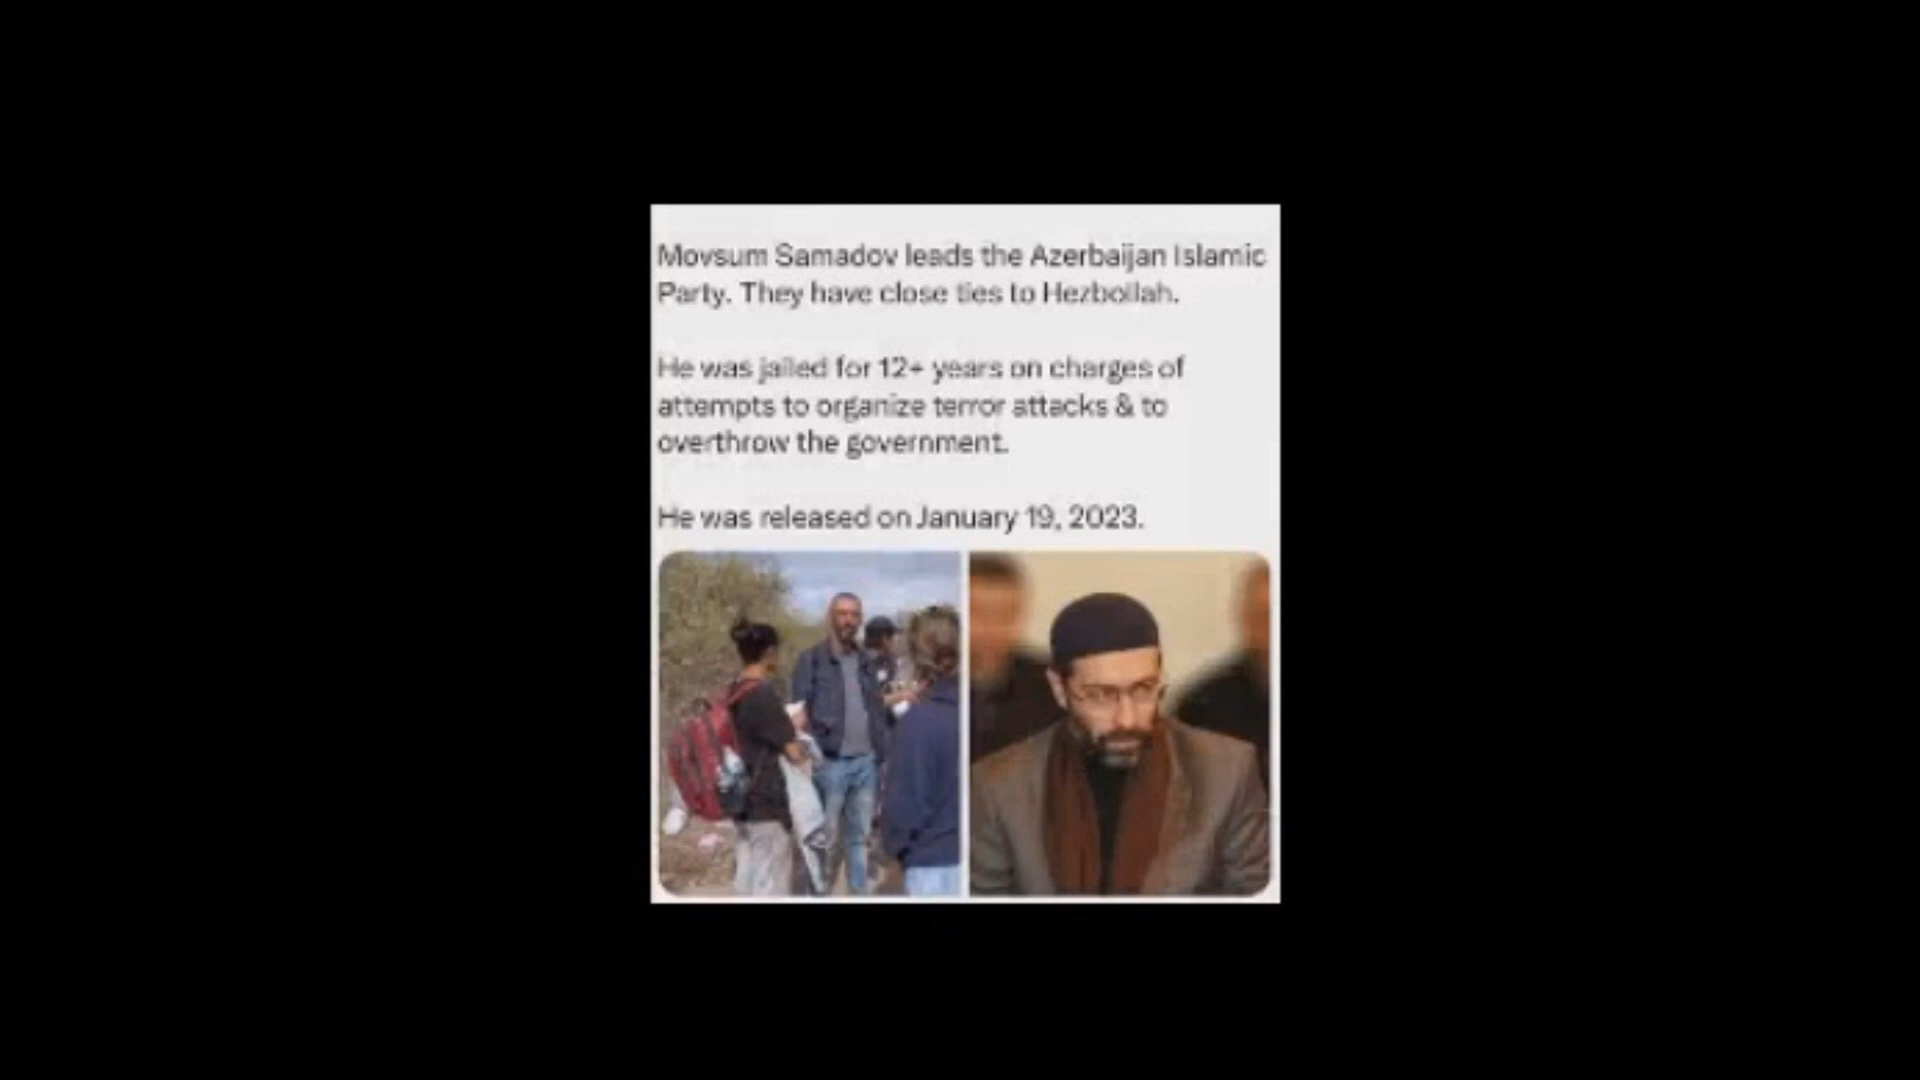 Movsum Samadov leads the Azerbaijan Islamic
Party. They have close ties to Hezbollah.
He was jailed for 12+ years on charges of
attempts to organize terror attacks & to
overthrow the government.
He was released on January 19, 2023.